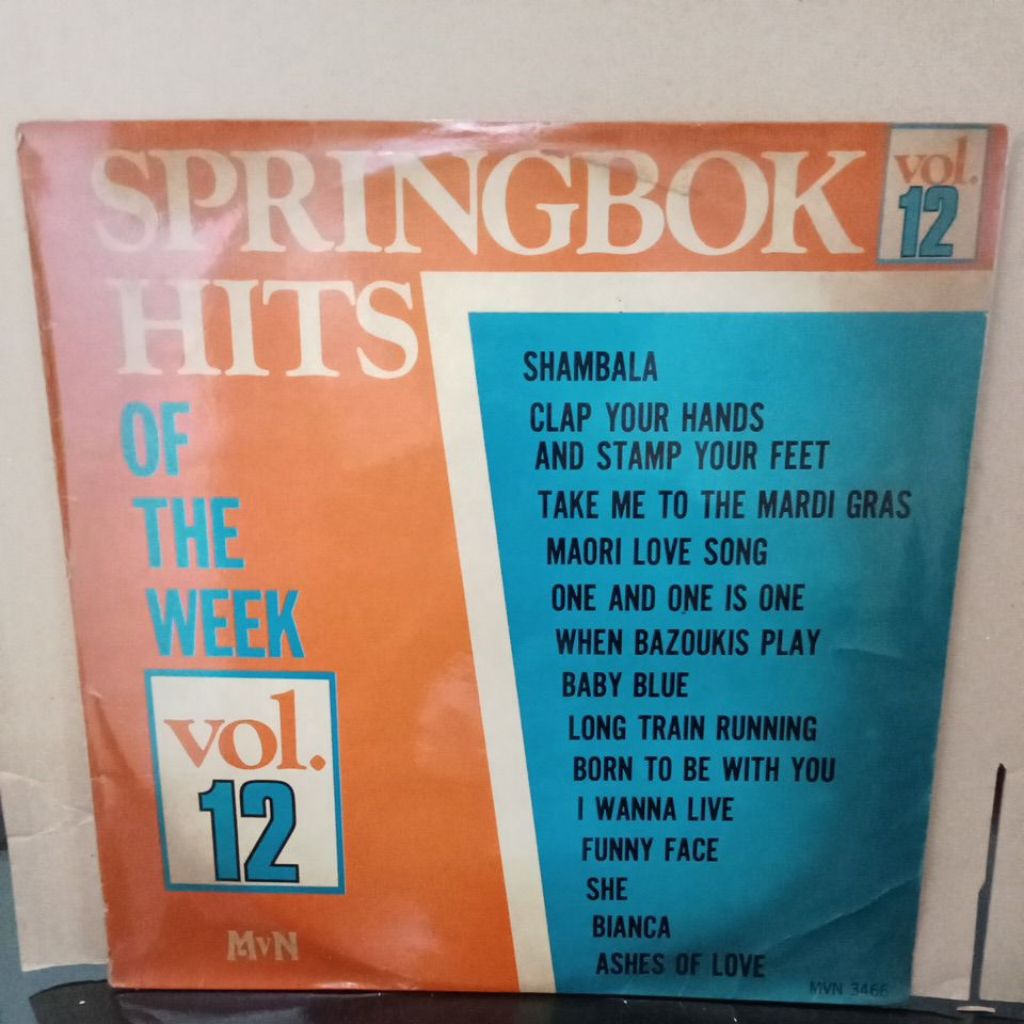 SPRINGBOK
vol.
12
HITS
OF
THE
WEEK
vol.
12
MvN
SHAMBALA
CLAP YOUR HANDS
AND STAMP YOUR FEET
TAKE ME TO THE MARDI GRAS
MAORI LOVE SONG
ONE AND ONE IS ONE
WHEN BAZOUKIS PLAY
BABY BLUE
LONG TRAIN RUNNING
BORN TO BE WITH YOU
I WANNA LIVE
FUNNY FACE
SHE
BIANCA
ASHES OF LOVE
MVN